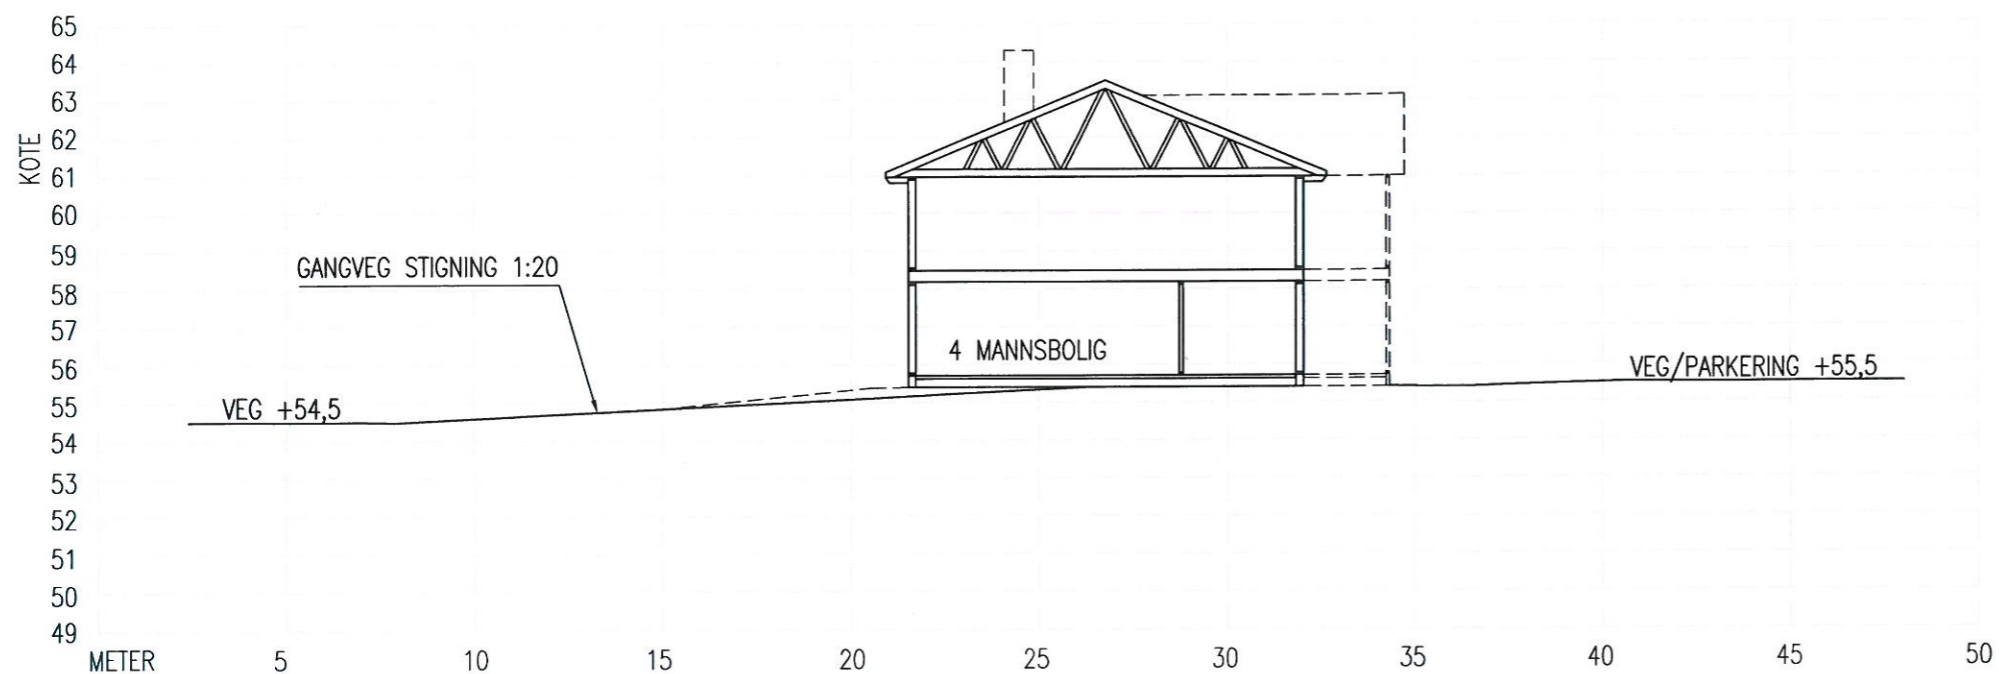 65
64
63
62
61
60
59
58
57
56
55
54
53
52
51
50
49
KOTE
GANGVEG STIGNING 1:20
4 MANNSBOLIG
VEG/PARKERING +55,5
VEG +54,5
METER 5 10 15 20 25 30 35 40 45 50